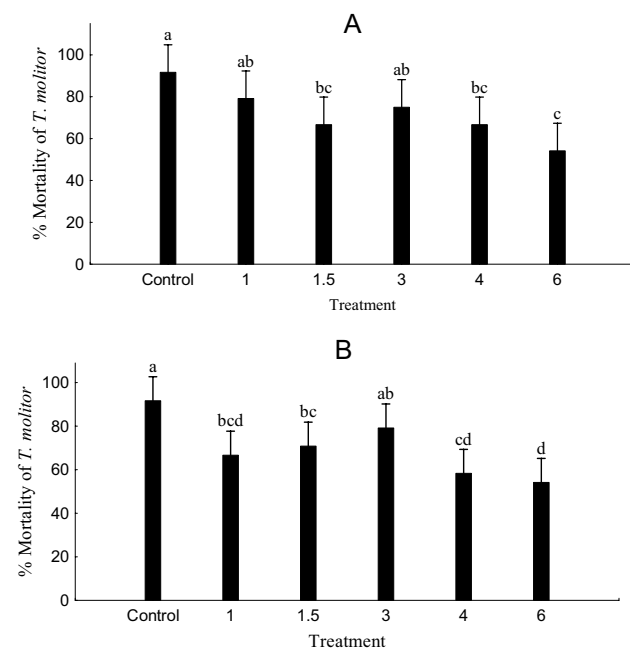 A
% Mortality of T. molitor
100
80
60
40
20
0
a
ab
bc
ab
bc
c
Control 1 1.5 3 4 6
Treatment
B
% Mortality of T. molitor
100
80
60
40
20
0
a
bcd
bc
ab
cd
d
Control 1 1.5 3 4 6
Treatment